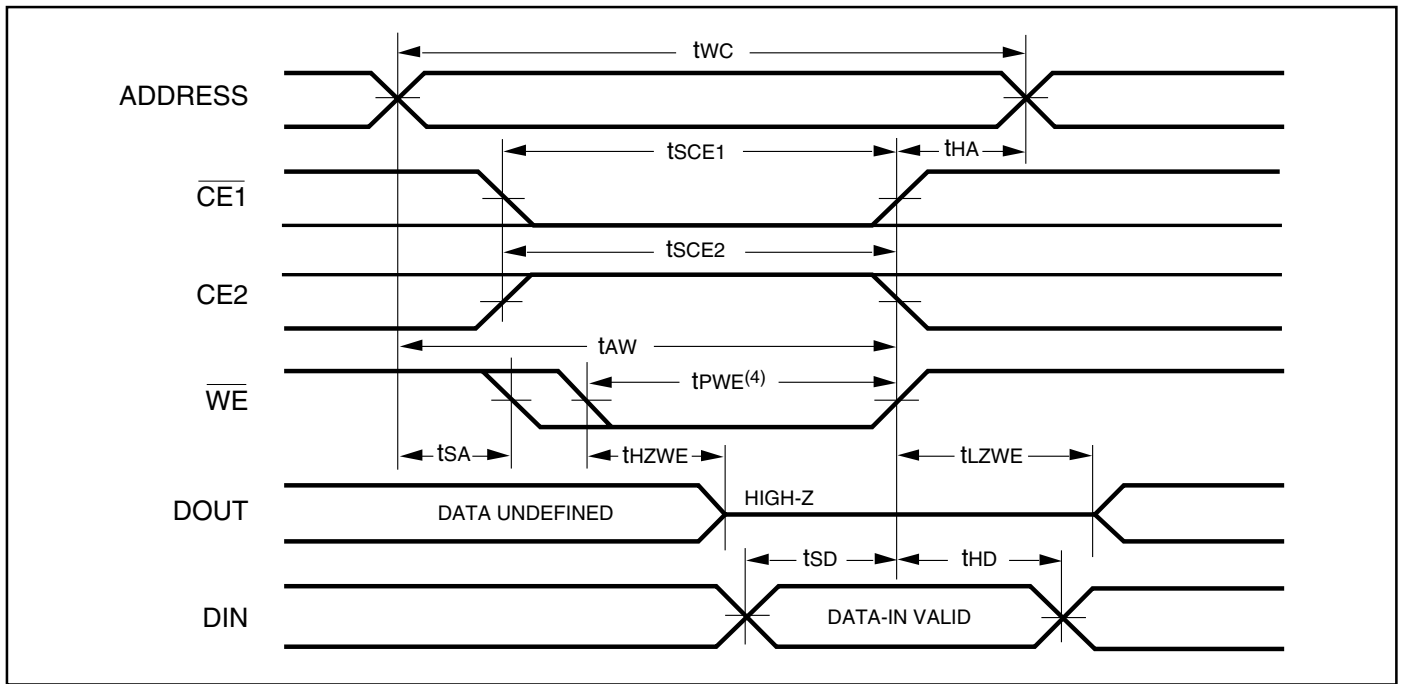 tWC
ADDRESS
tSCE1
tHA
CE1
tSCE2
CE2
tAW
tPWE(4)
WE
tSA
tHZWE
tLZWE
DOUT
DATA UNDEFINED
HIGH-Z
tSD
tHD
DIN
DATA-IN VALID